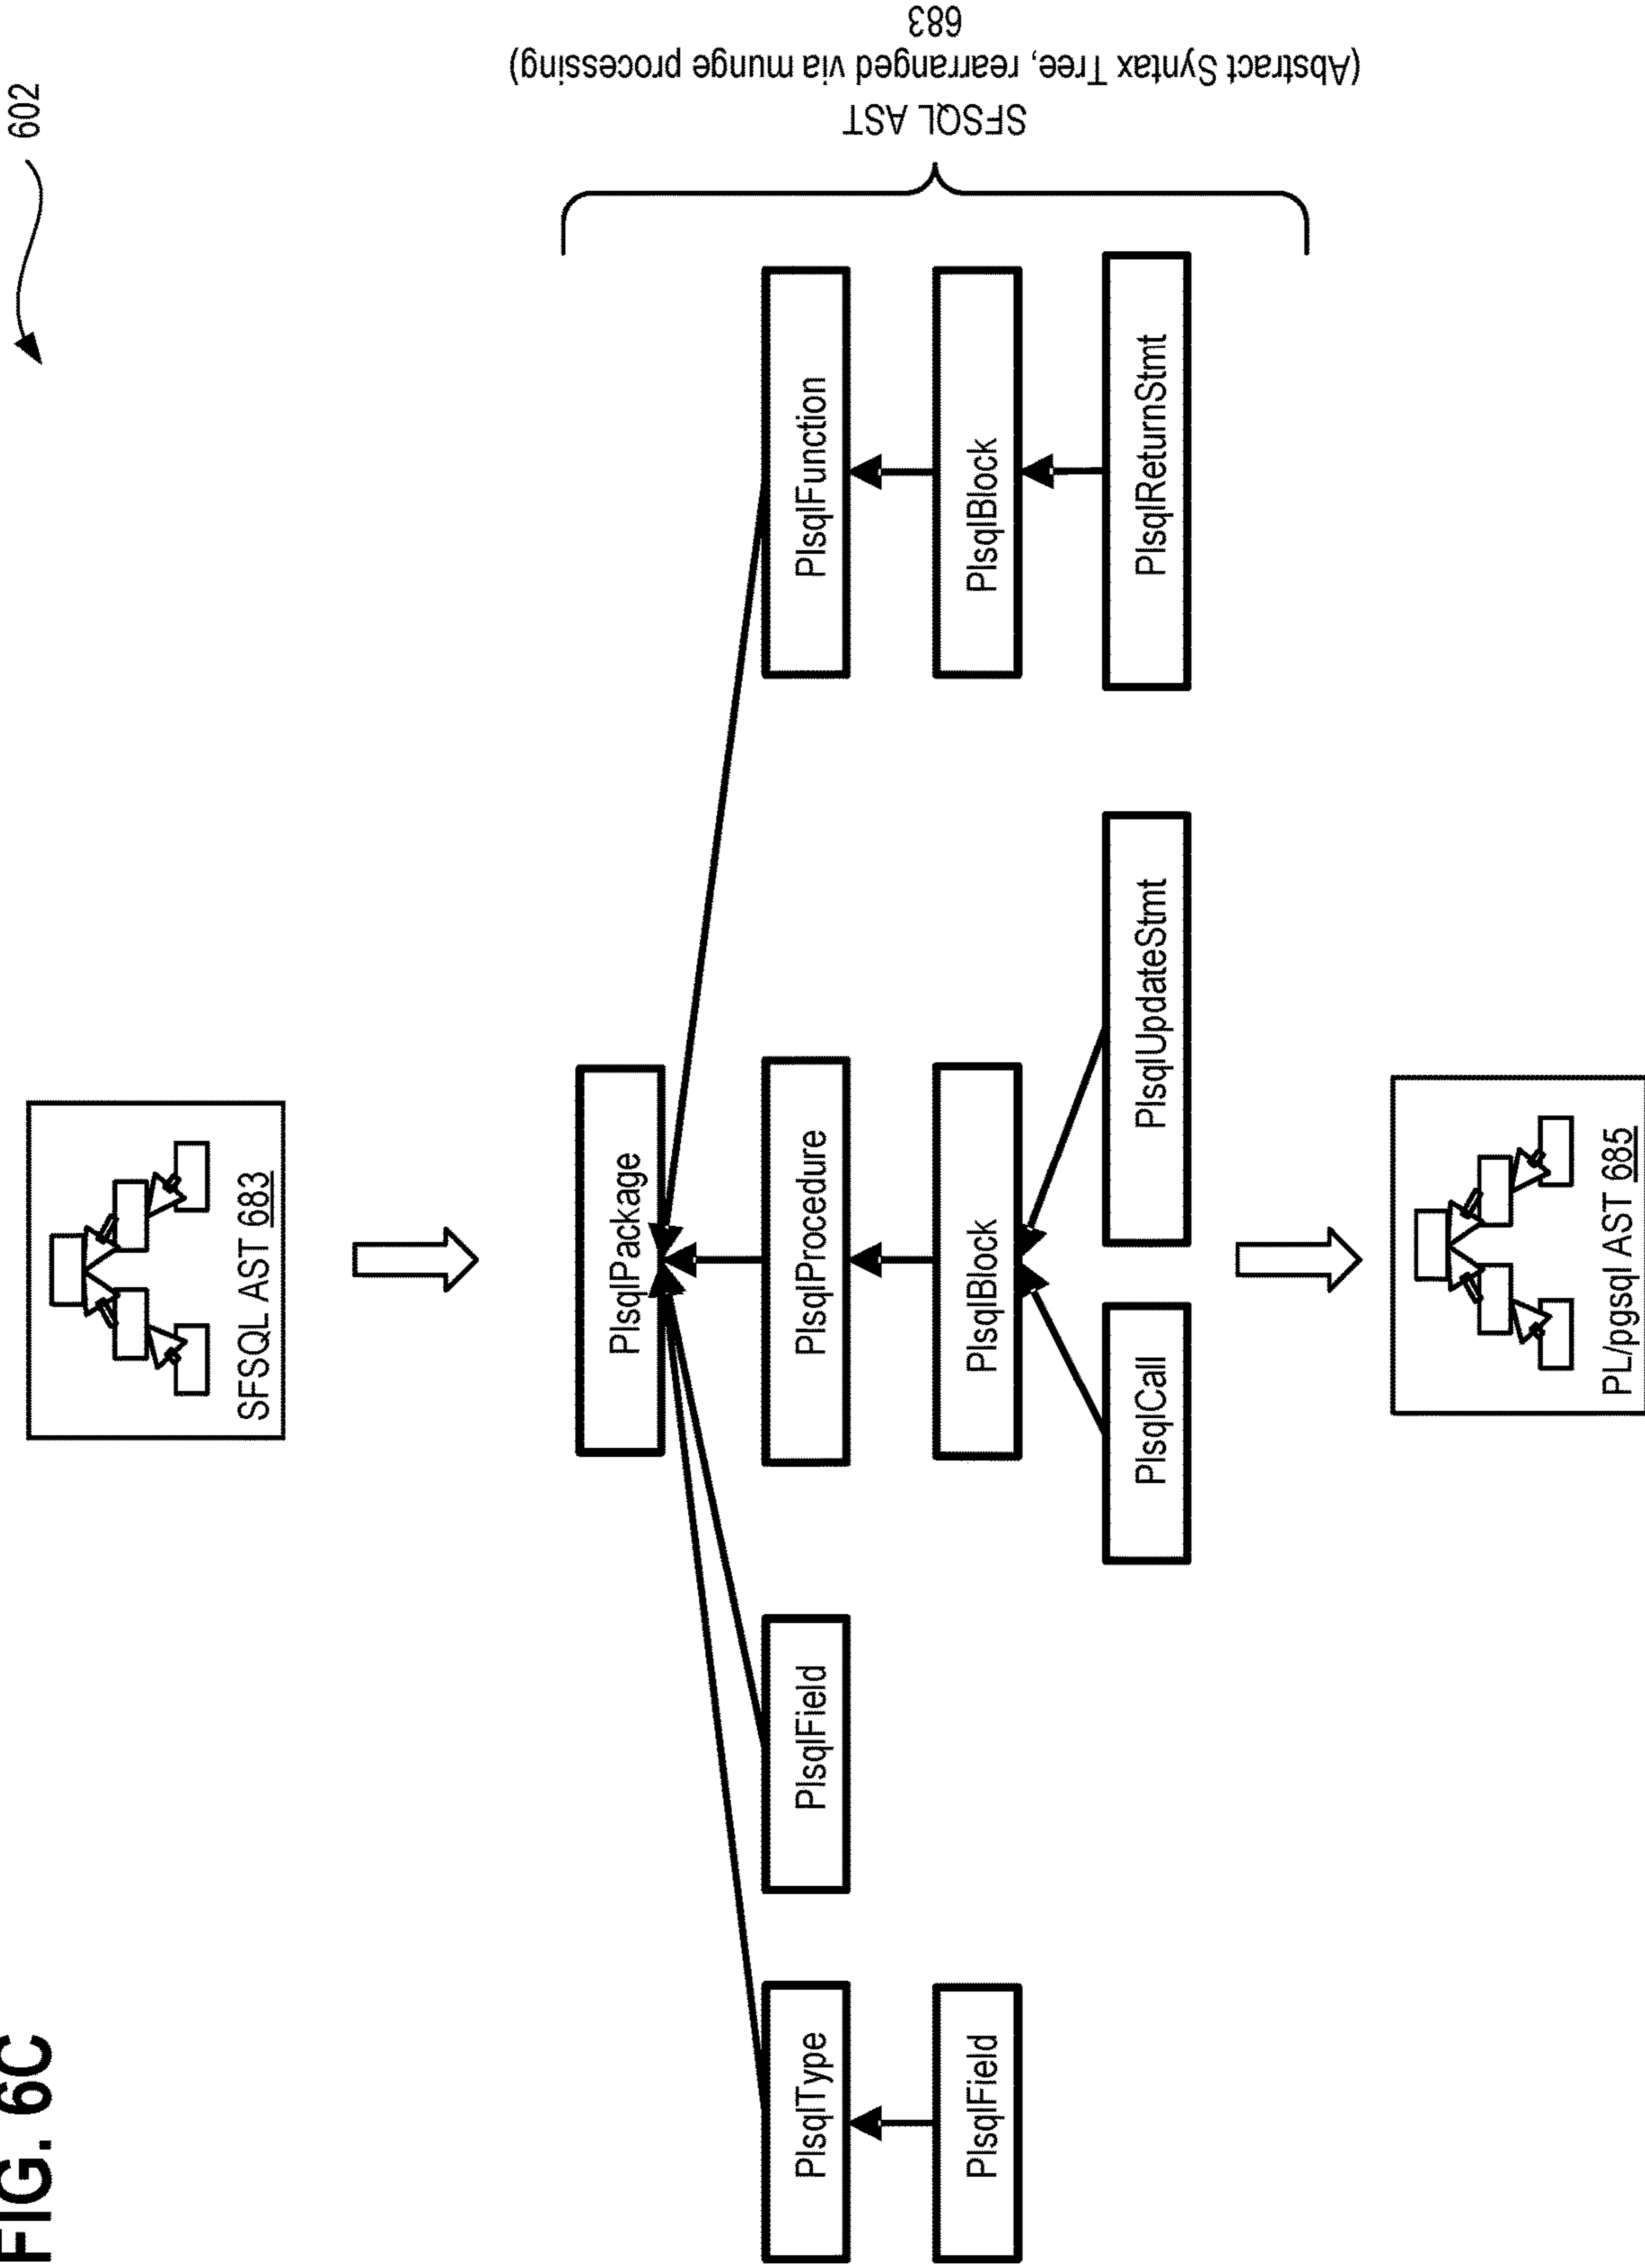 FIG. 6C
602
SFSQL AST 683
PlsqlPackage
PlsqlType
PlsqlField
PlsqlProcedure
PlsqlFunction
PlsqlField
PlsqlBlock
PlsqlBlock
PlsqlCall
PlsqlUpdateStmt
PlsqlReturnStmt
SFSQL AST
(Abstract Syntax Tree, rearranged via munge processing)
683
PL/pgsql AST 685